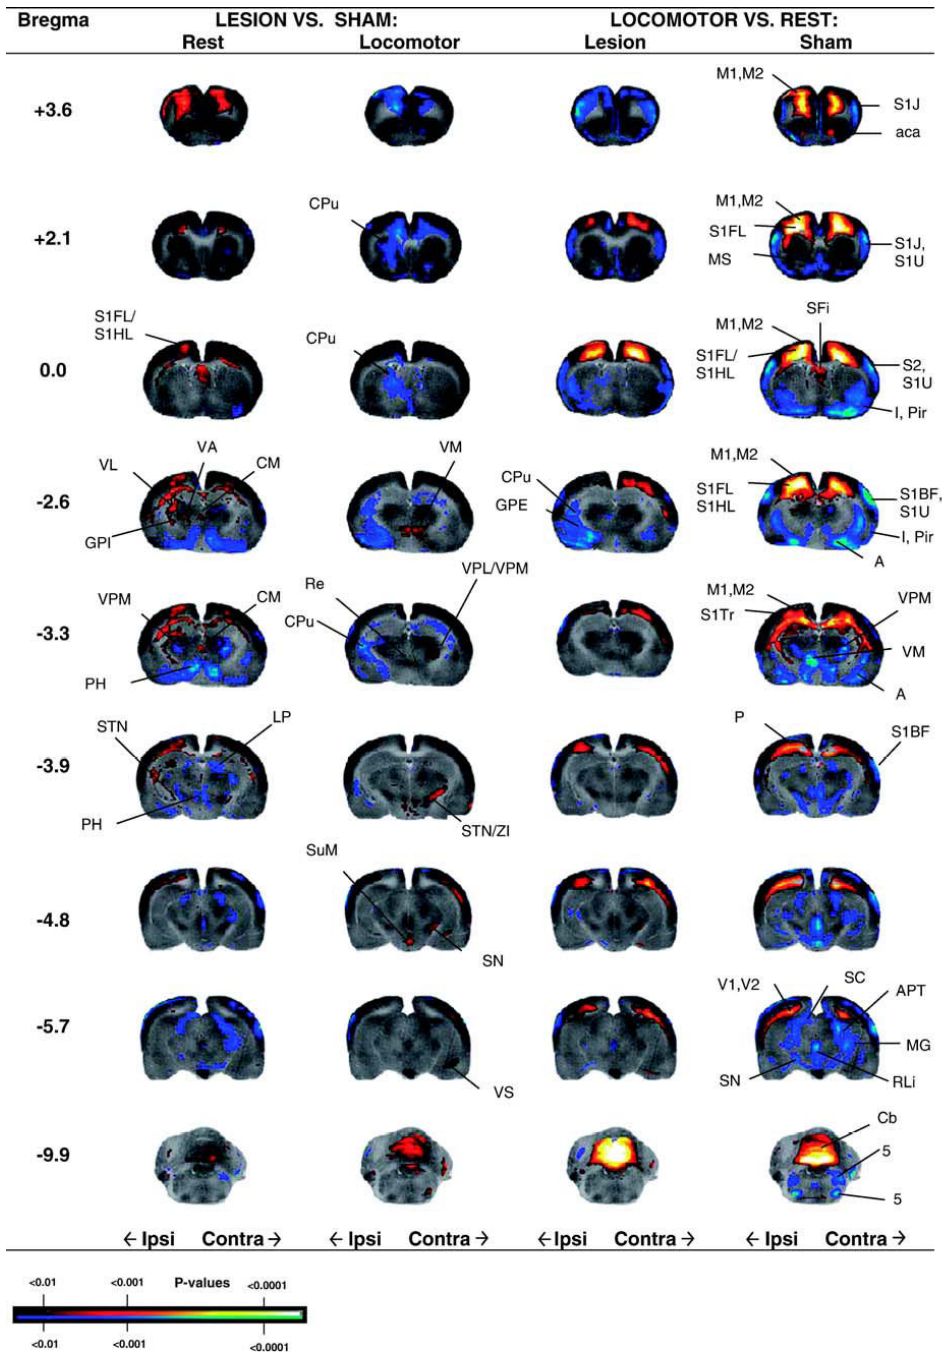 Bregma LESION VS. SHAM: LOCOMOTOR VS. REST:
Rest Locomotor Lesion Sham
+3.6
M1,M2
S1J
aca
+2.1
CPu
M1,M2
S1FL
MS
S1J,
S1U
0.0
S1FL/
S1HL
CPu
SFi
M1,M2
S1FL/
S1HL
S2,
S1U
I, Pir
-2.6
VL
VA
CM
GPI
VM
CPu
GPE
M1,M2
S1FL
S1HL
S1BF,
S1U
I, Pir
A
-3.3
VPM
CM
PH
Re
CPu
VPL/VPM
M1,M2
S1Tr
VPM
VM
A
-3.9
STN
LP
PH
STN/ZI
P
S1BF
-4.8
SuM
SN
-5.7
VS
V1,V2
SC
APT
MG
SN
RLi
-9.9
Cb
5
5
← Ipsi Contra → ← Ipsi Contra → ← Ipsi Contra → ← Ipsi Contra →
<0.01 <0.001 P-values <0.0001
<0.01 <0.001 <0.0001